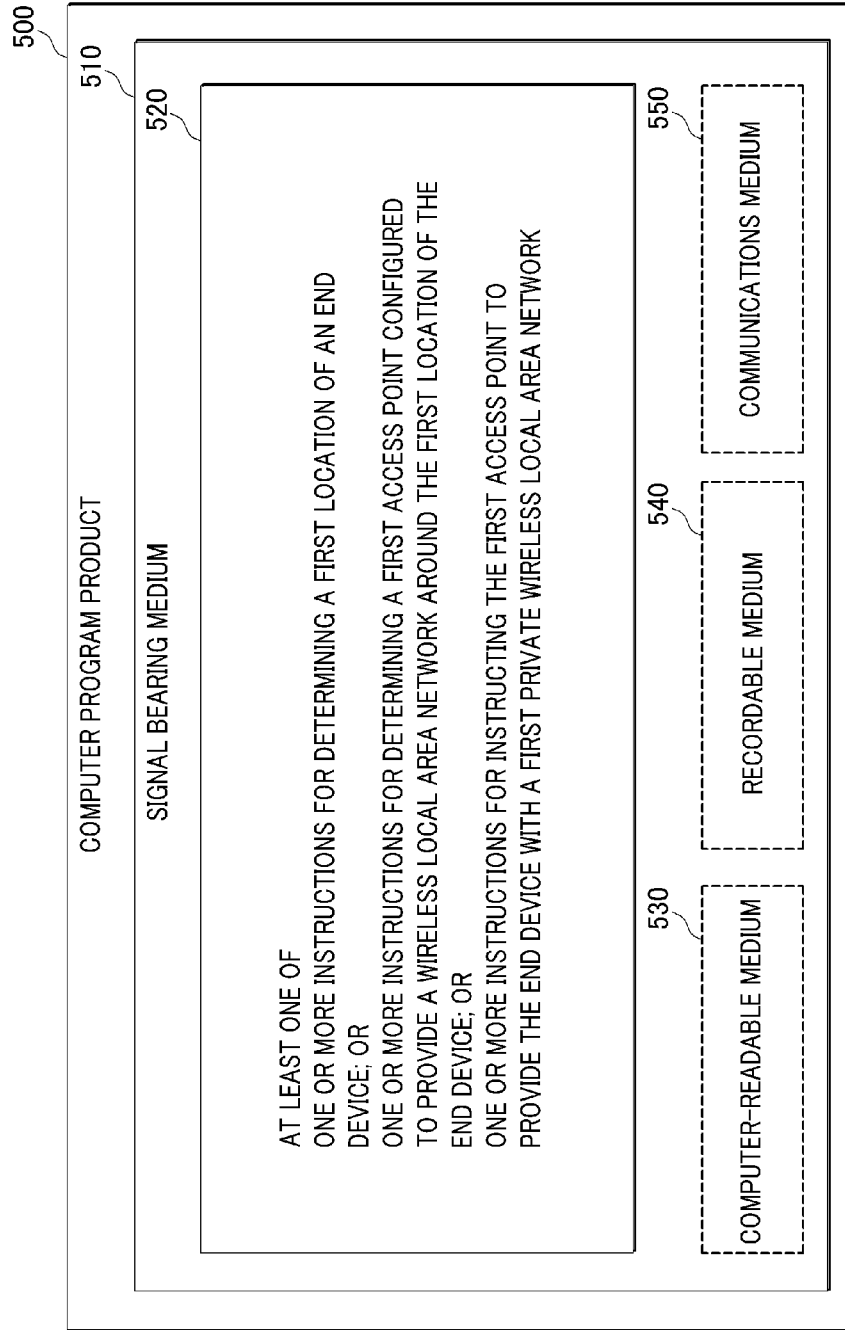 500
COMPUTER PROGRAM PRODUCT
510
SIGNAL BEARING MEDIUM
520
AT LEAST ONE OF
ONE OR MORE INSTRUCTIONS FOR DETERMINING A FIRST LOCATION OF AN END
DEVICE; OR
ONE OR MORE INSTRUCTIONS FOR DETERMINING A FIRST ACCESS POINT CONFIGURED
TO PROVIDE A WIRELESS LOCAL AREA NETWORK AROUND THE FIRST LOCATION OF THE
END DEVICE; OR
ONE OR MORE INSTRUCTIONS FOR INSTRUCTING THE FIRST ACCESS POINT TO
PROVIDE THE END DEVICE WITH A FIRST PRIVATE WIRELESS LOCAL AREA NETWORK
530
COMPUTER-READABLE MEDIUM
540
RECORDABLE MEDIUM
550
COMMUNICATIONS MEDIUM